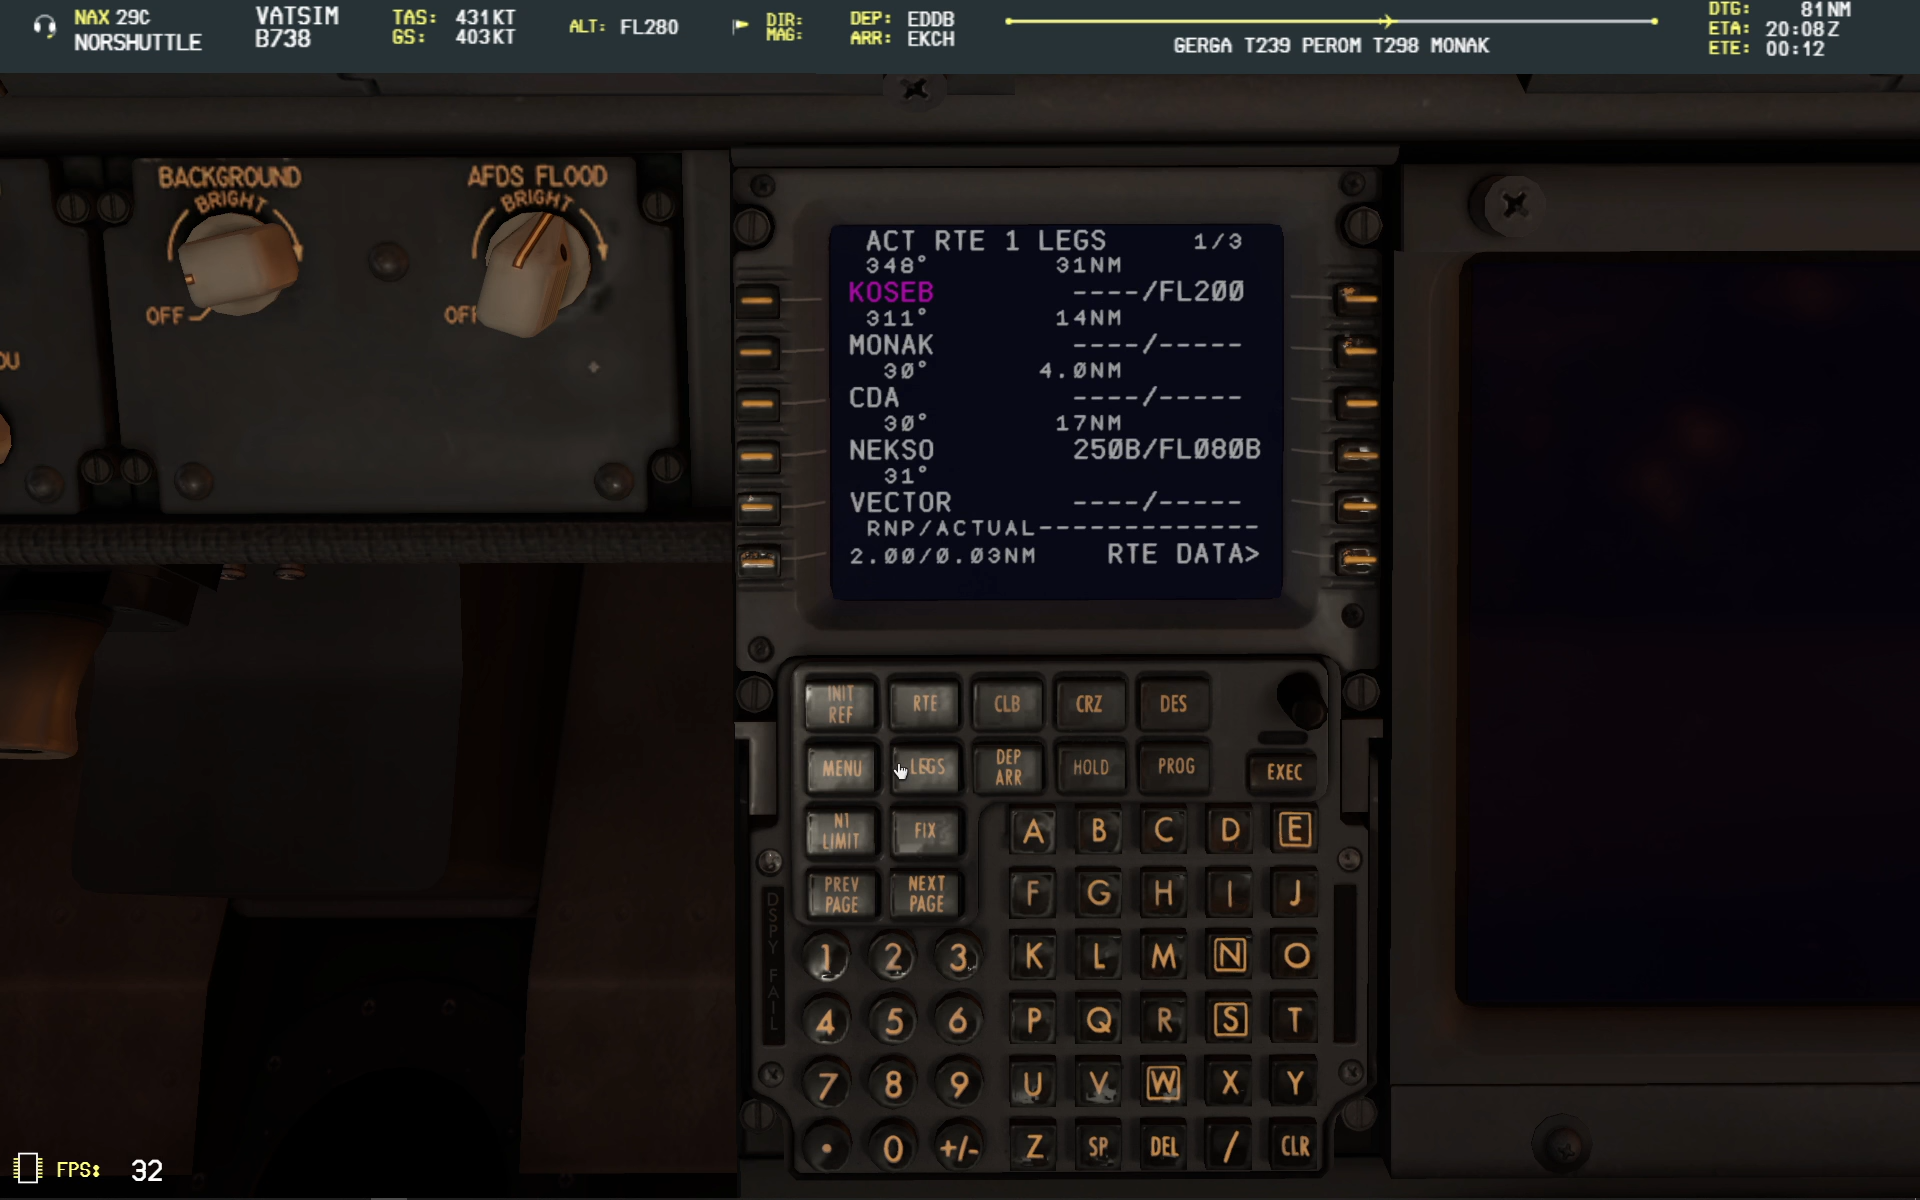 NAX 29C
NORSHUTTLE
VATSIM
B738
TAS: 431KT
GS: 403KT
ALT: FL280
DIR:
MAG:
DEP: EDDB
ARR: EKCH
GERGA T239 PEROM T298 MONAK
DTG: 81NM
ETA: 20:08Z
ETE: 00:12
BACKGROUND
BRIGHT
OFF
AFDS FLOOD
BRIGHT
OFF
ACT RTE 1 LEGS 1/3
348° 31NM
KOSEB ----/FL200
311° 14NM
MONAK ----/-----
30° 4.0NM
CDA ----/-----
30° 17NM
NEKSO 250B/FL080B
31°
VECTOR ----/-----
RNP/ACTUAL-------------
2.00/0.03NM RTE DATA>
INIT REF RTE CLB CRZ DES
MENU LEGS DEP ARR HOLD PROG EXEC
N1 LIMIT FIX
PREV PAGE NEXT PAGE
A B C D E
F G H I J
K L M N O
P Q R S T
U V W X Y
Z SP DEL / CLR
1 2 3
4 5 6
7 8 9
. 0 +/-
DSPY FAIL
FPS: 32